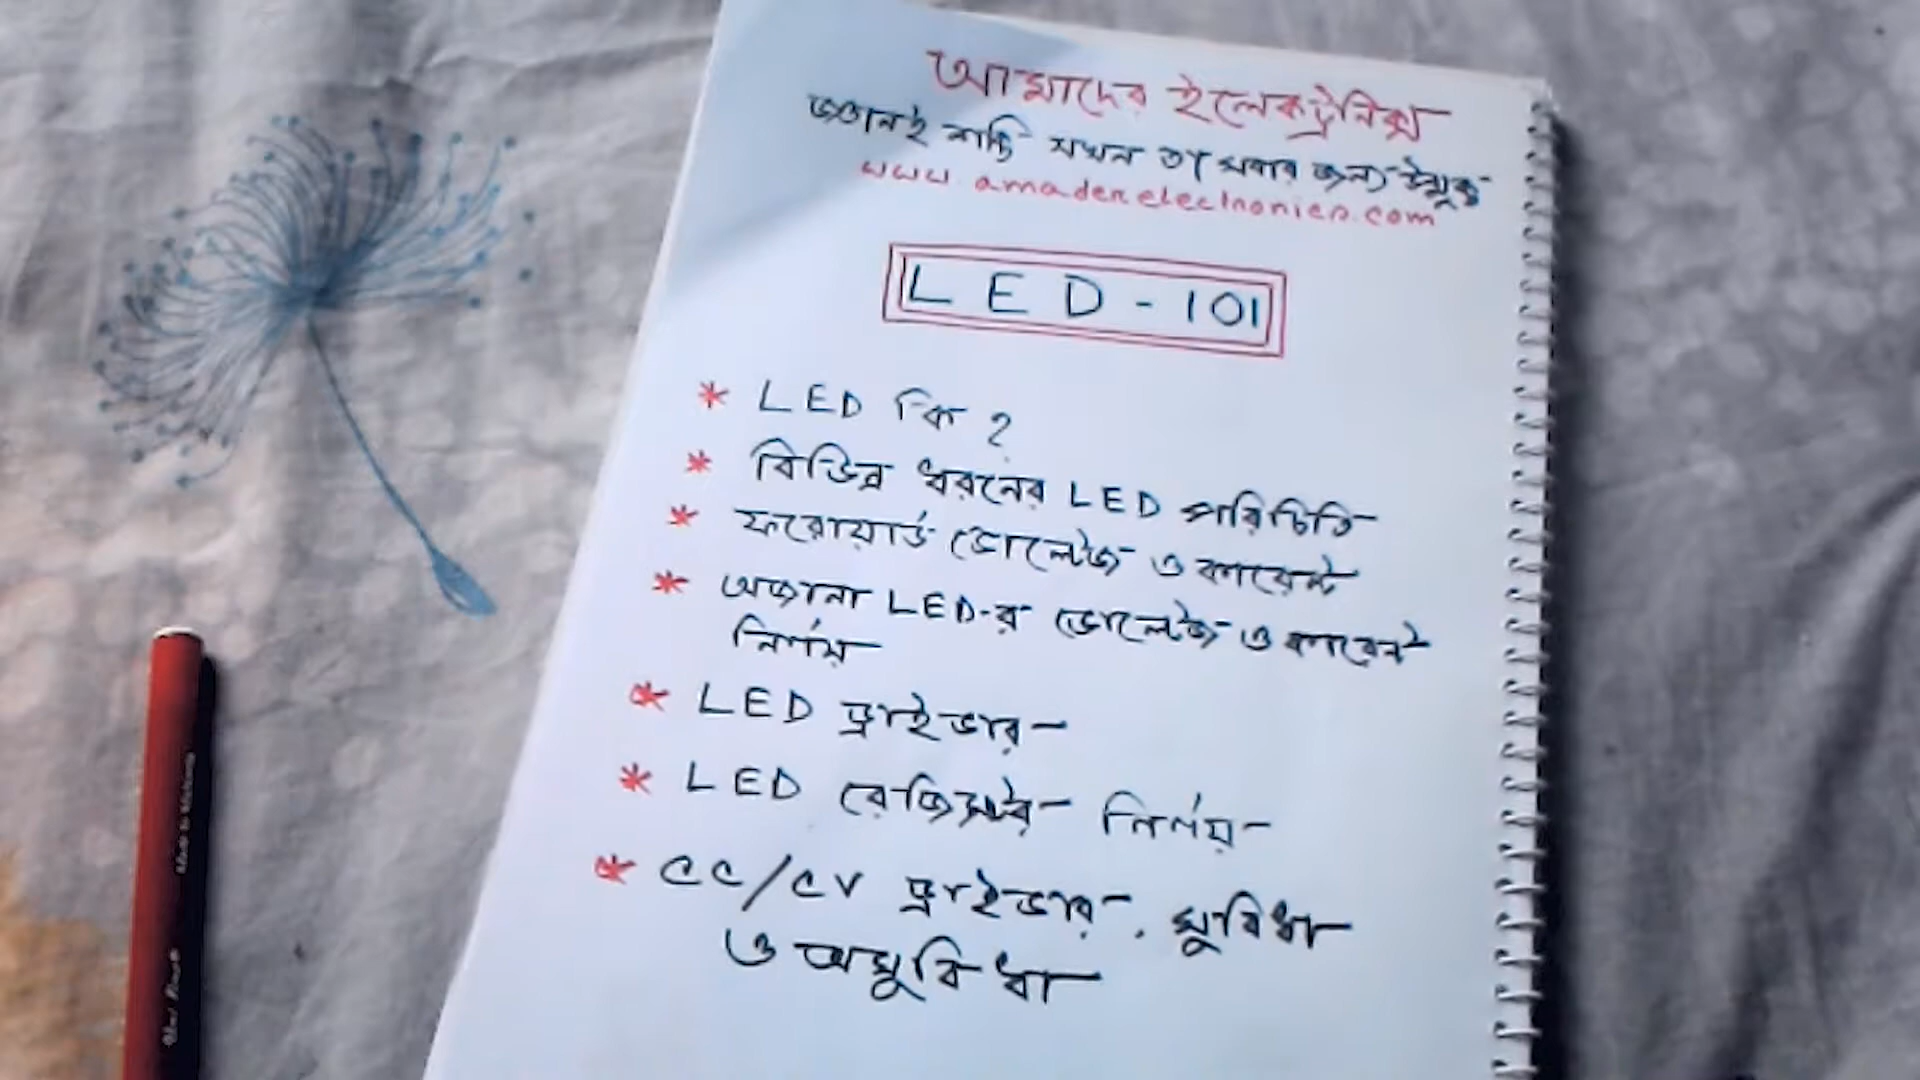 আমাদের ইলেকট্রনিক্স
জ্ঞানই শক্তি যখন তা সবার জন্য উন্মুক্ত
www.amaderelectronics.com
LED-101
* LED কি ?
* বিভিন্ন ধরনের LED পরিচিতি
* ফরোয়ার্ড ভোল্টেজ ও কারেন্ট
* অজানা LED-র ভোল্টেজ ও কারেন্ট
নির্ণয়
* LED ড্রাইভার
* LED রেজিস্টর নির্ণয়
* CC/CV ড্রাইভার. সুবিধা
ও অসুবিধা